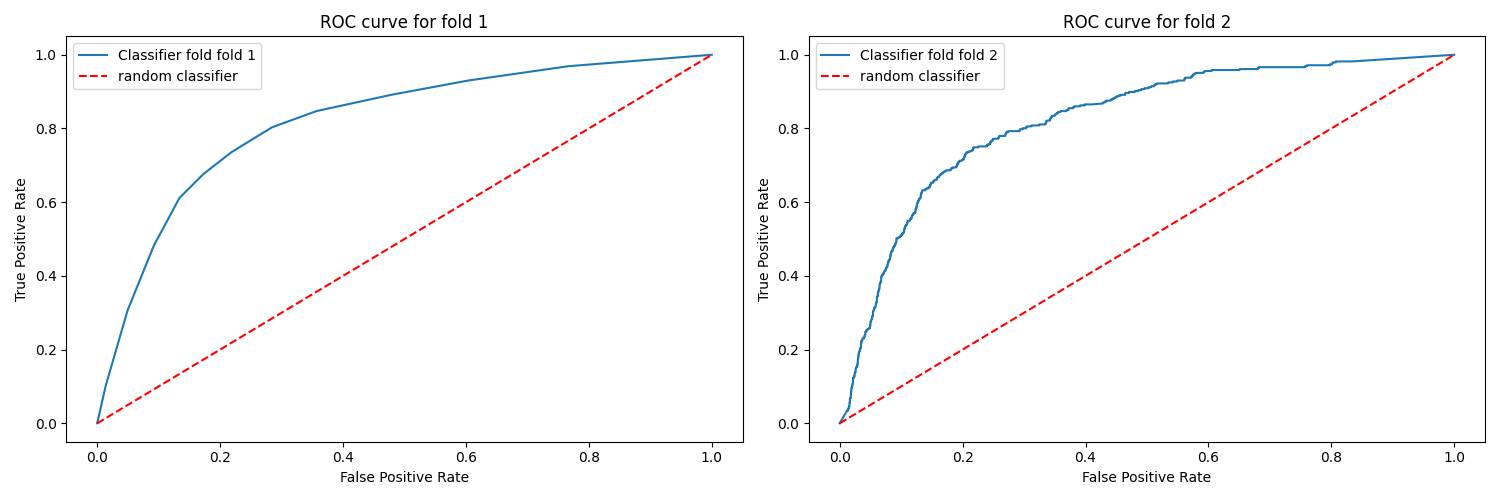 ROC curve for fold 1
Classifier fold fold 1
random classifier
True Positive Rate
1.0
0.8
0.6
0.4
0.2
0.0
0.0 0.2 0.4 0.6 0.8 1.0
False Positive Rate
ROC curve for fold 2
Classifier fold fold 2
random classifier
True Positive Rate
1.0
0.8
0.6
0.4
0.2
0.0
0.0 0.2 0.4 0.6 0.8 1.0
False Positive Rate